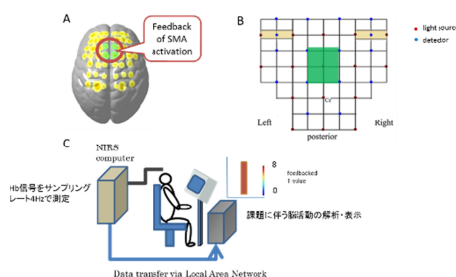 A
Feedback
of SMA
activation
B
light source
detector
Cz
Left
Right
posterior
C
NIRS
computer
8
0
feedbacked
t value
Hb信号をサンプリング
レート4Hzで測定
課題に伴う脳活動の解析・表示
Data transfer via Local Area Network